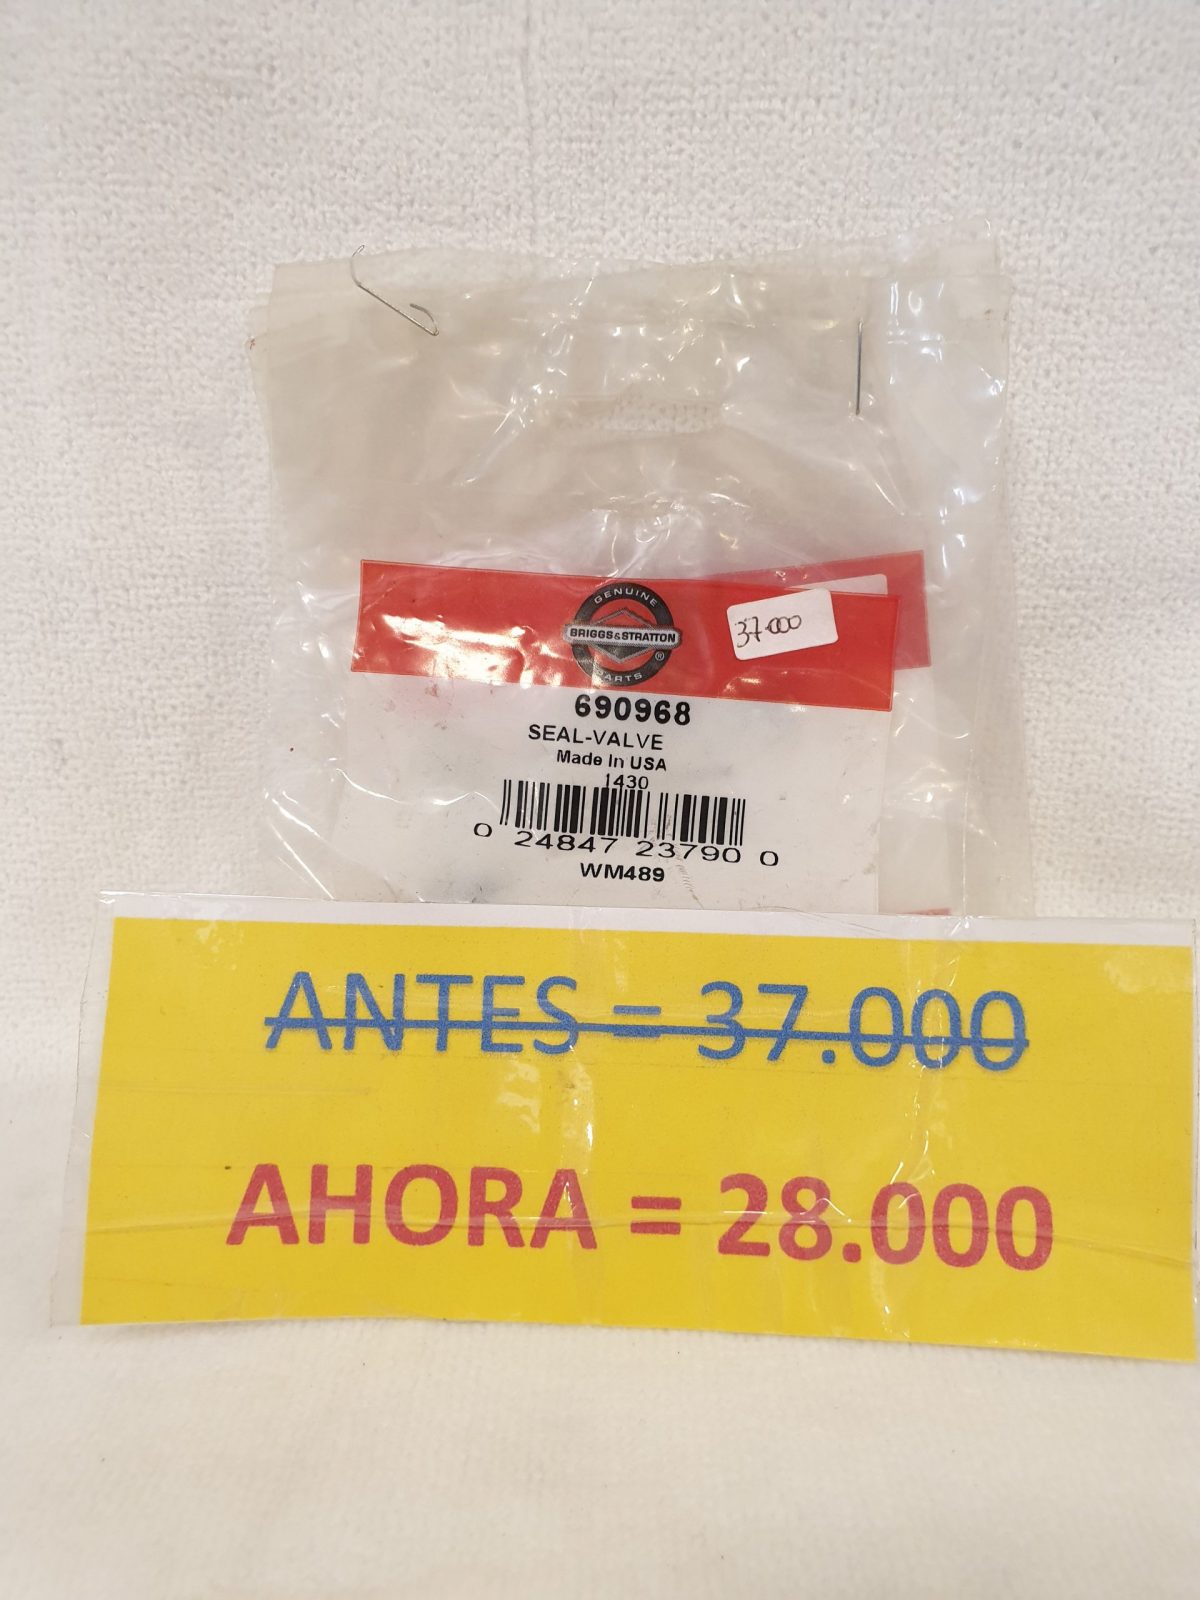 GENUINE
BRIGGS&STRATTON
®
PARTS
37.000
690968
SEAL-VALVE
Made In USA
1430
0 24847 23790 0
WM489
ANTES = 37.000
AHORA = 28.000